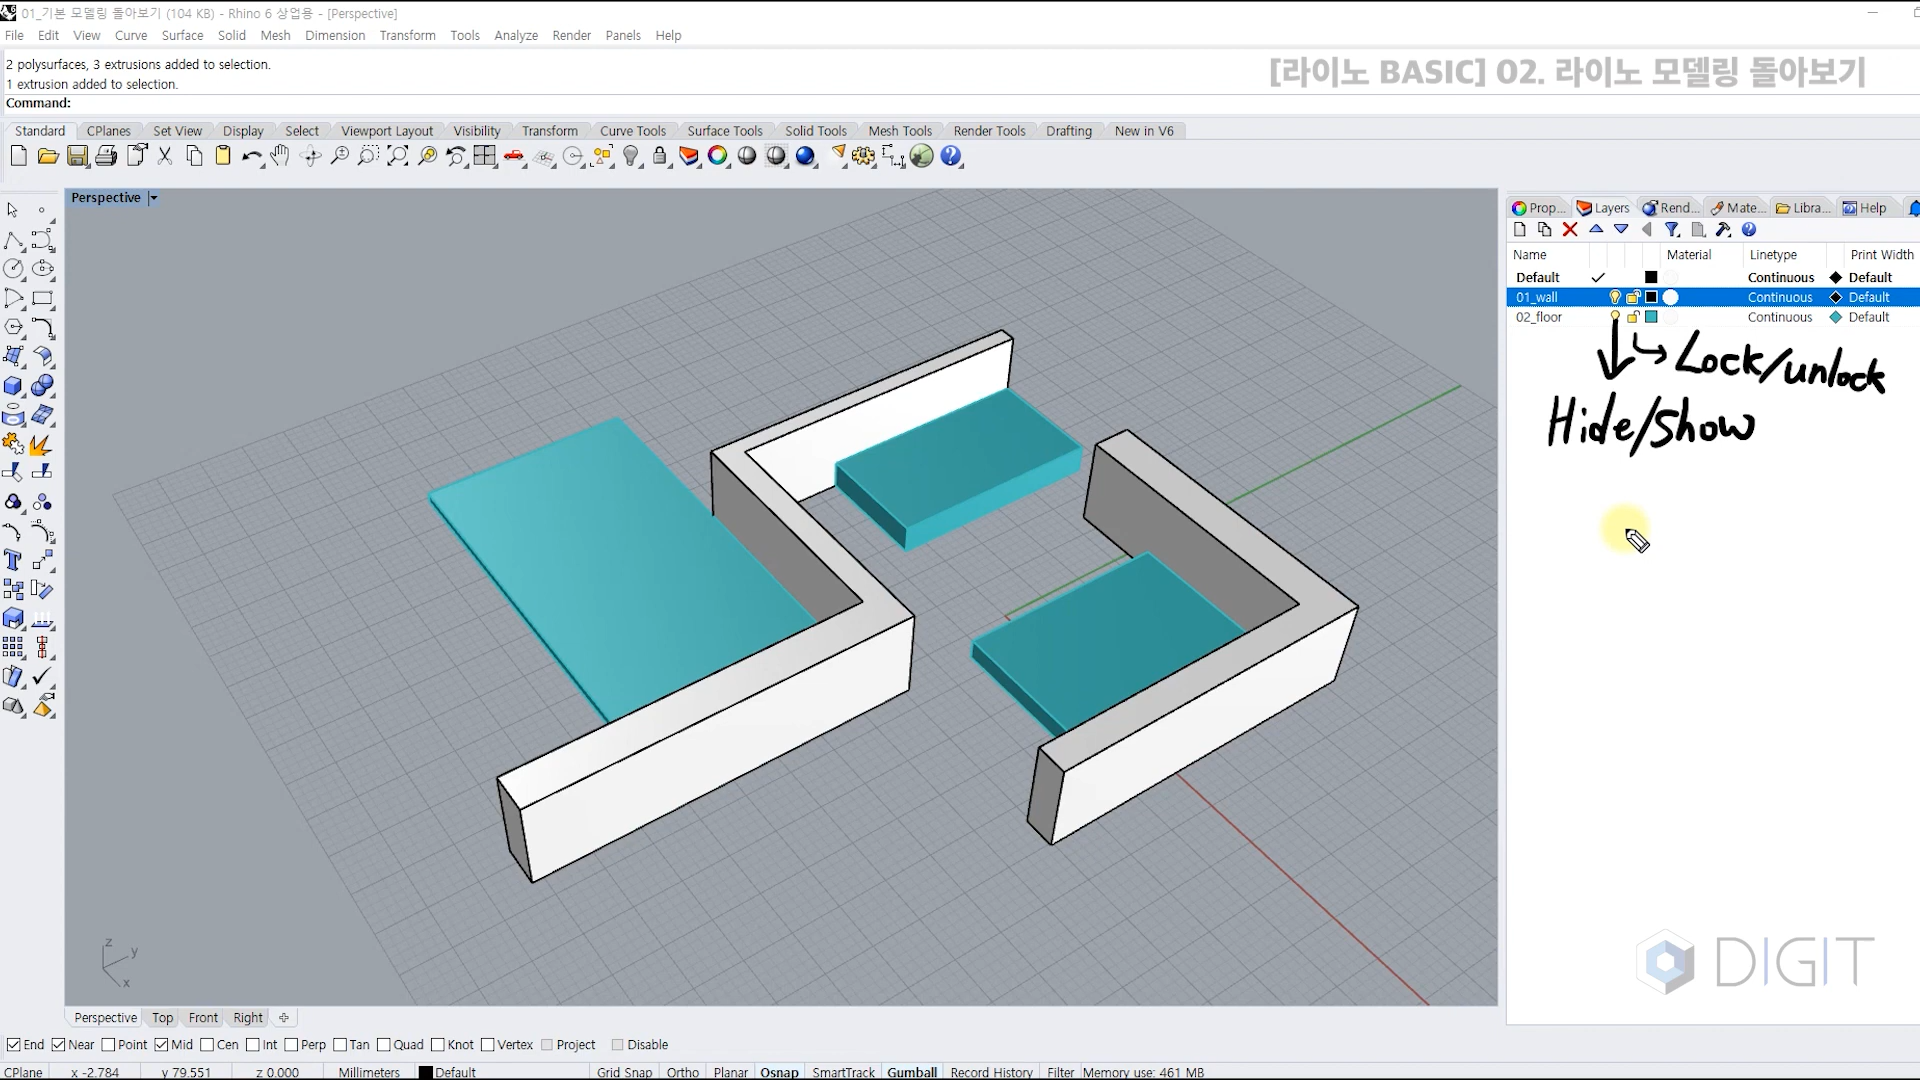 01_기본 모델링 돌아보기 (104 KB) - Rhino 6 상업용 - [Perspective]
File Edit View Curve Surface Solid Mesh Dimension Transform Tools Analyze Render Panels Help
2 polysurfaces, 3 extrusions added to selection.
1 extrusion added to selection.
Command:
[라이노 BASIC] 02. 라이노 모델링 돌아보기
Standard CPlanes Set View Display Select Viewport Layout Visibility Transform Curve Tools Surface Tools Solid Tools Mesh Tools Render Tools Drafting New in V6
Perspective
Prop... Layers Rend... Mate... Libra... Help
Name Material Linetype Print Width
Default Continuous Default
01_wall Continuous Default
02_floor Continuous Default
Lock/unlock
Hide/Show
z
y
x
DIGIT
Perspective Top Front Right
End Near Point Mid Cen Int Perp Tan Quad Knot Vertex Project Disable
CPlane x -2.784 y 79.551 z 0.000 Millimeters Default Grid Snap Ortho Planar Osnap SmartTrack Gumball Record History Filter Memory use: 461 MB